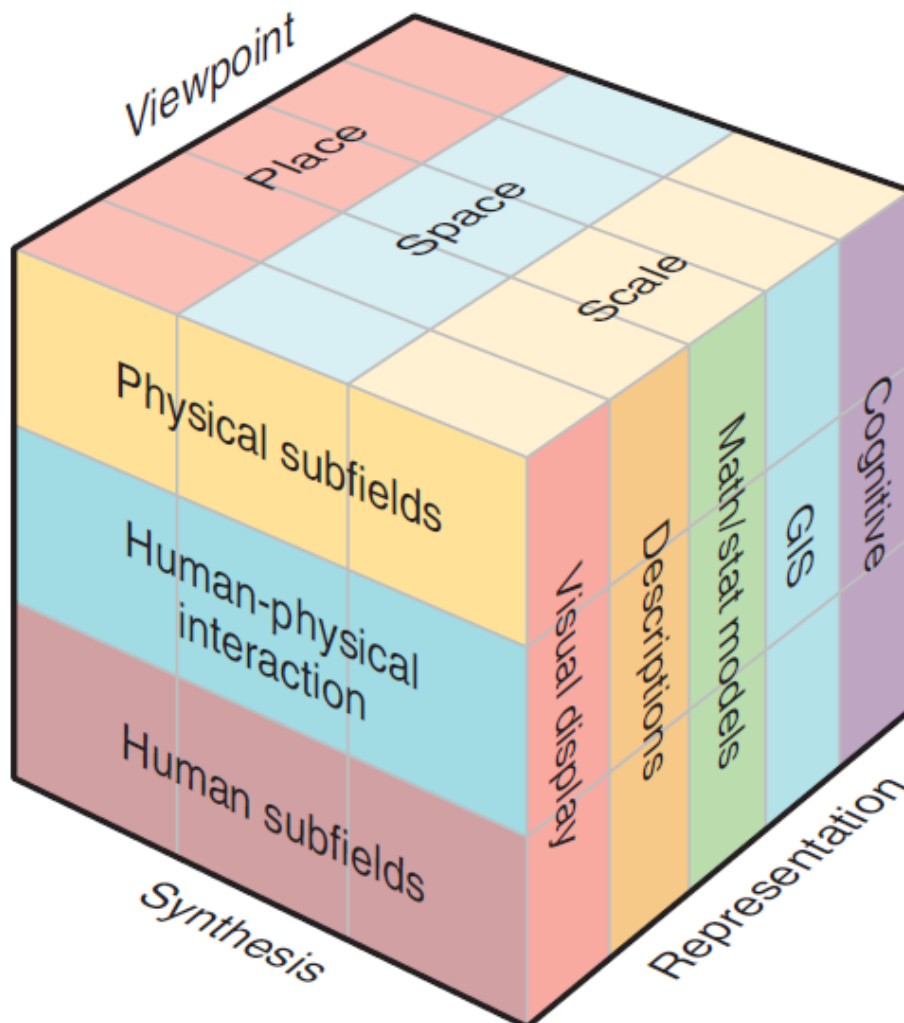 Viewpoint
Place
Space
Scale
Physical subfields
Human-physical
interaction
Human subfields
Synthesis
Visual display
Descriptions
Math/stat models
GIS
Cognitive
Representation